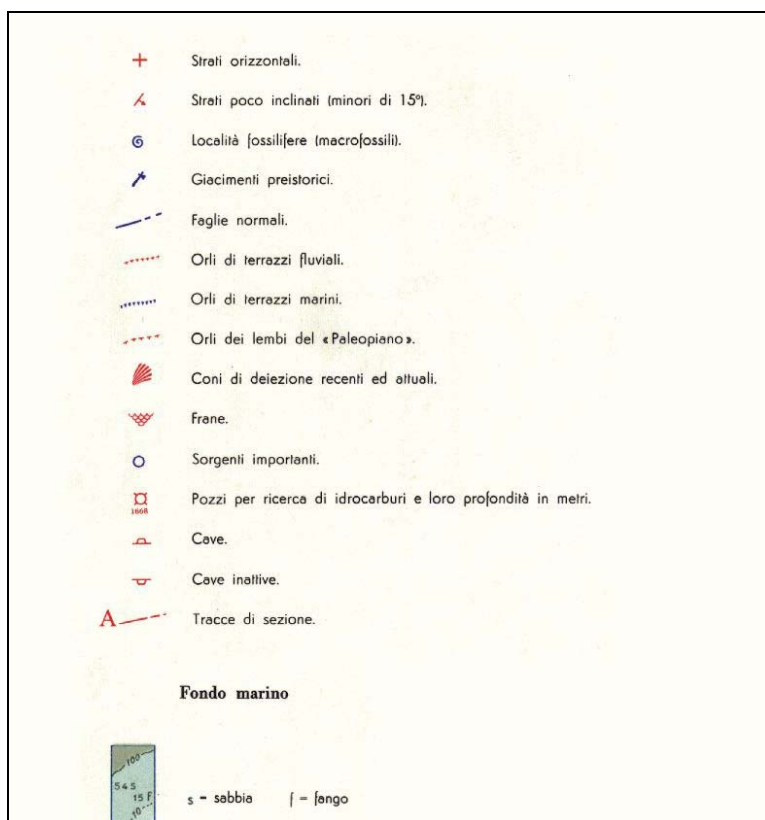 Strati orizzontali.
Strati poco inclinati (minori di 15°).
Località fossilifere (macrofossili).
Giacimenti preistorici.
Faglie normali.
Orli di terrazzi fluviali.
Orli di terrazzi marini.
Orli dei lembi del «Paleopiano».
Coni di deiezione recenti ed attuali.
Frane.
Sorgenti importanti.
1668 Pozzi per ricerca di idrocarburi e loro profondità in metri.
Cave.
Cave inattive.
A Tracce di sezione.
Fondo marino
100
54 S
15 F
10
s = sabbia f = fango